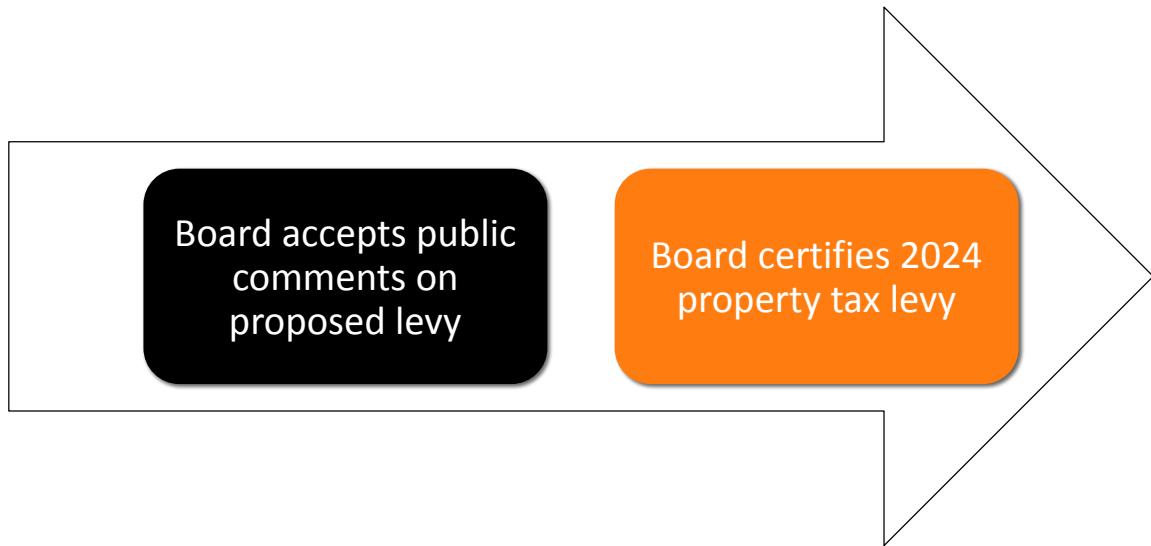 Board accepts public
comments on
proposed levy
Board certifies 2024
property tax levy